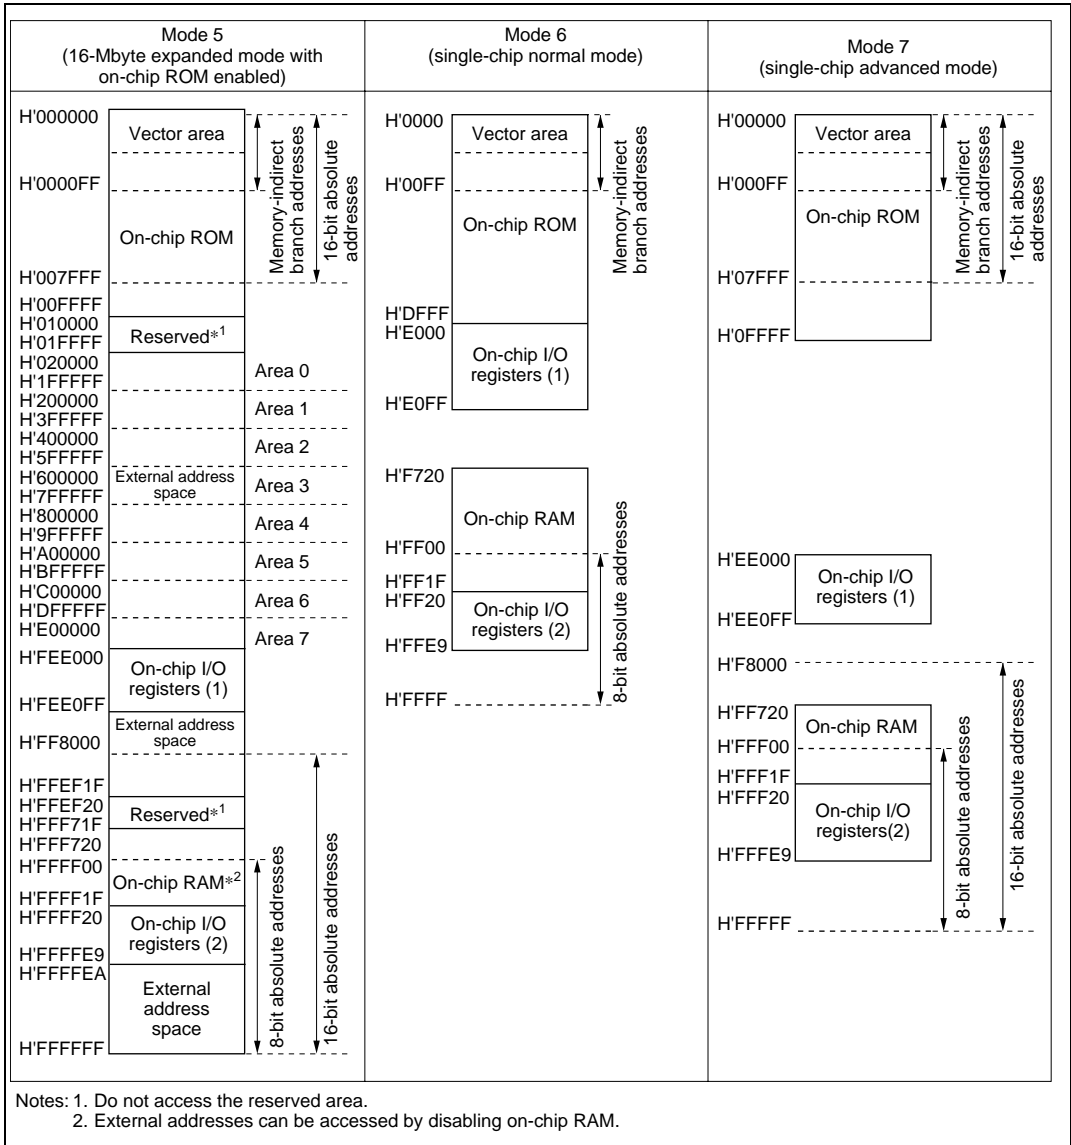 Mode 5
(16-Mbyte expanded mode with
on-chip ROM enabled)
H'000000
Vector area
H'0000FF
On-chip ROM
H'007FFF
H'00FFFF
H'010000
Reserved*1
H'01FFFF
H'020000
Area 0
H'1FFFFF
H'200000
Area 1
H'3FFFFF
H'400000
Area 2
H'5FFFFF
H'600000
External address
space
Area 3
H'7FFFFF
H'800000
Area 4
H'9FFFFF
H'A00000
Area 5
H'BFFFFF
H'C00000
Area 6
H'DFFFFF
H'E00000
Area 7
H'FEE000
On-chip I/O
registers (1)
H'FEE0FF
External address
space
H'FF8000
H'FFEF1F
H'FFEF20
Reserved*1
H'FFF71F
H'FFF720
H'FFFF00
On-chip RAM*2
H'FFFF1F
H'FFFF20
On-chip I/O
registers (2)
H'FFFFE9
H'FFFFEA
External
address
space
H'FFFFFF
Memory-indirect
branch addresses
16-bit absolute
addresses
8-bit absolute addresses
16-bit absolute addresses
Mode 6
(single-chip normal mode)
H'0000
Vector area
H'00FF
On-chip ROM
H'DFFF
H'E000
On-chip I/O
registers (1)
H'E0FF
H'F720
On-chip RAM
H'FF00
H'FF1F
H'FF20
On-chip I/O
registers (2)
H'FFE9
H'FFFF
Memory-indirect
branch addresses
8-bit absolute addresses
Mode 7
(single-chip advanced mode)
H'00000
Vector area
H'000FF
On-chip ROM
H'07FFF
H'0FFFF
H'EE000
On-chip I/O
registers (1)
H'EE0FF
H'F8000
H'FF720
On-chip RAM
H'FFF00
H'FFF1F
H'FFF20
On-chip I/O
registers(2)
H'FFFE9
H'FFFFF
Memory-indirect
branch addresses
16-bit absolute
addresses
8-bit absolute addresses
16-bit absolute addresses
Notes: 1. Do not access the reserved area.
2. External addresses can be accessed by disabling on-chip RAM.